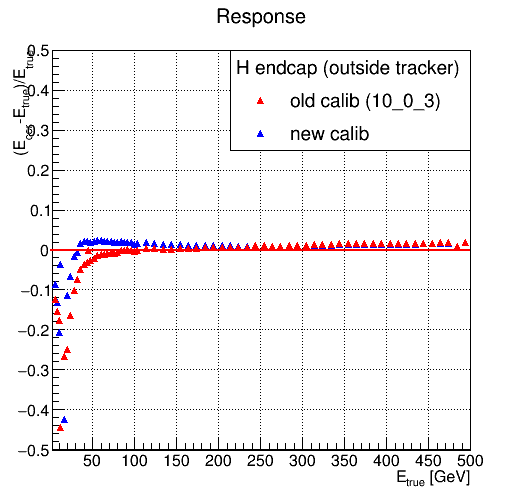 Response
(E_cor-E_true)/E_true
H endcap (outside tracker)
old calib (10_0_3)
new calib
0.5
0.4
0.3
0.2
0.1
0
−0.1
−0.2
−0.3
−0.4
−0.5
50 100 150 200 250 300 350 400 450 500
E_true [GeV]